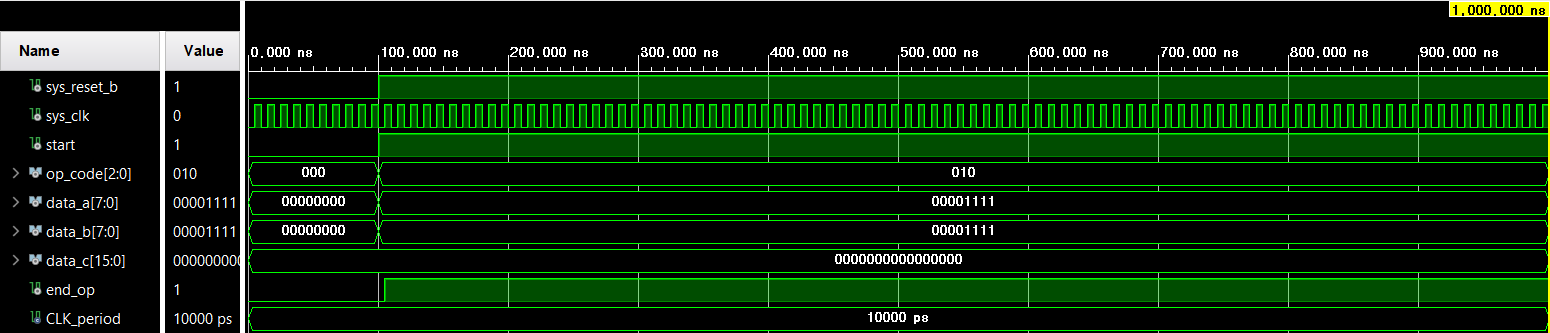 1,000.000 ns
Name Value
0.000 ns 100.000 ns 200.000 ns 300.000 ns 400.000 ns 500.000 ns 600.000 ns 700.000 ns 800.000 ns 900.000 ns
sys_reset_b 1
sys_clk 0
start 1
op_code[2:0] 010 000 010
data_a[7:0] 00001111 00000000 00001111
data_b[7:0] 00001111 00000000 00001111
data_c[15:0] 000000000 0000000000000000
end_op 1
CLK_period 10000 ps 10000 ps